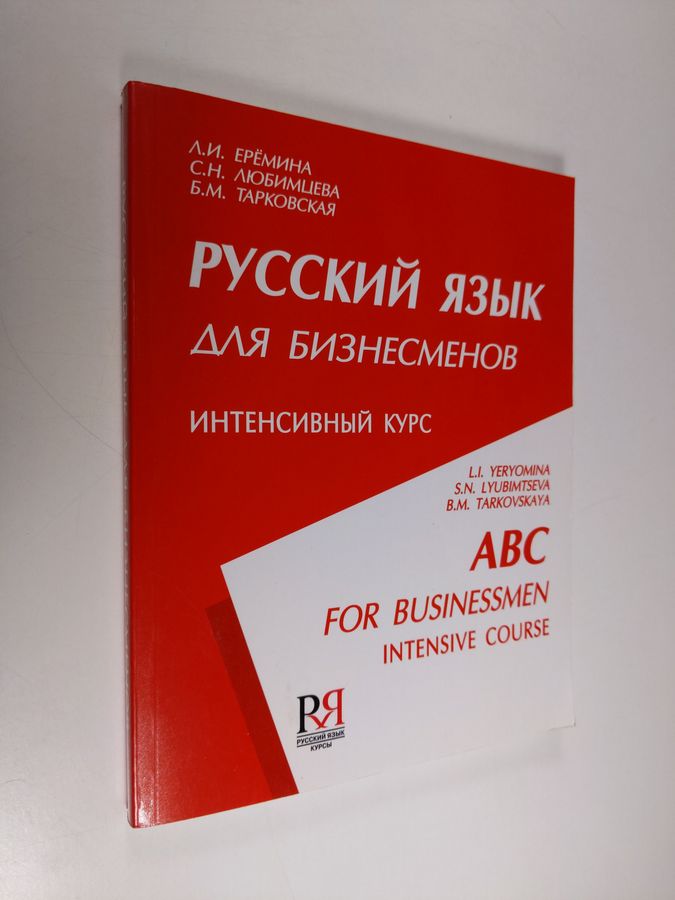 Л.И. ЕРЁМИНА
С.Н. ЛЮБИМЦЕВА
Б.М. ТАРКОВСКАЯ
РУССКИЙ ЯЗЫК
ДЛЯ БИЗНЕСМЕНОВ
ИНТЕНСИВНЫЙ КУРС
L.I. YERYOMINA
S.N. LYUBIMTSEVA
B.M. TARKOVSKAYA
ABC
FOR BUSINESSMEN
INTENSIVE COURSE
РЯ
РУССКИЙ ЯЗЫК
КУРСЫ